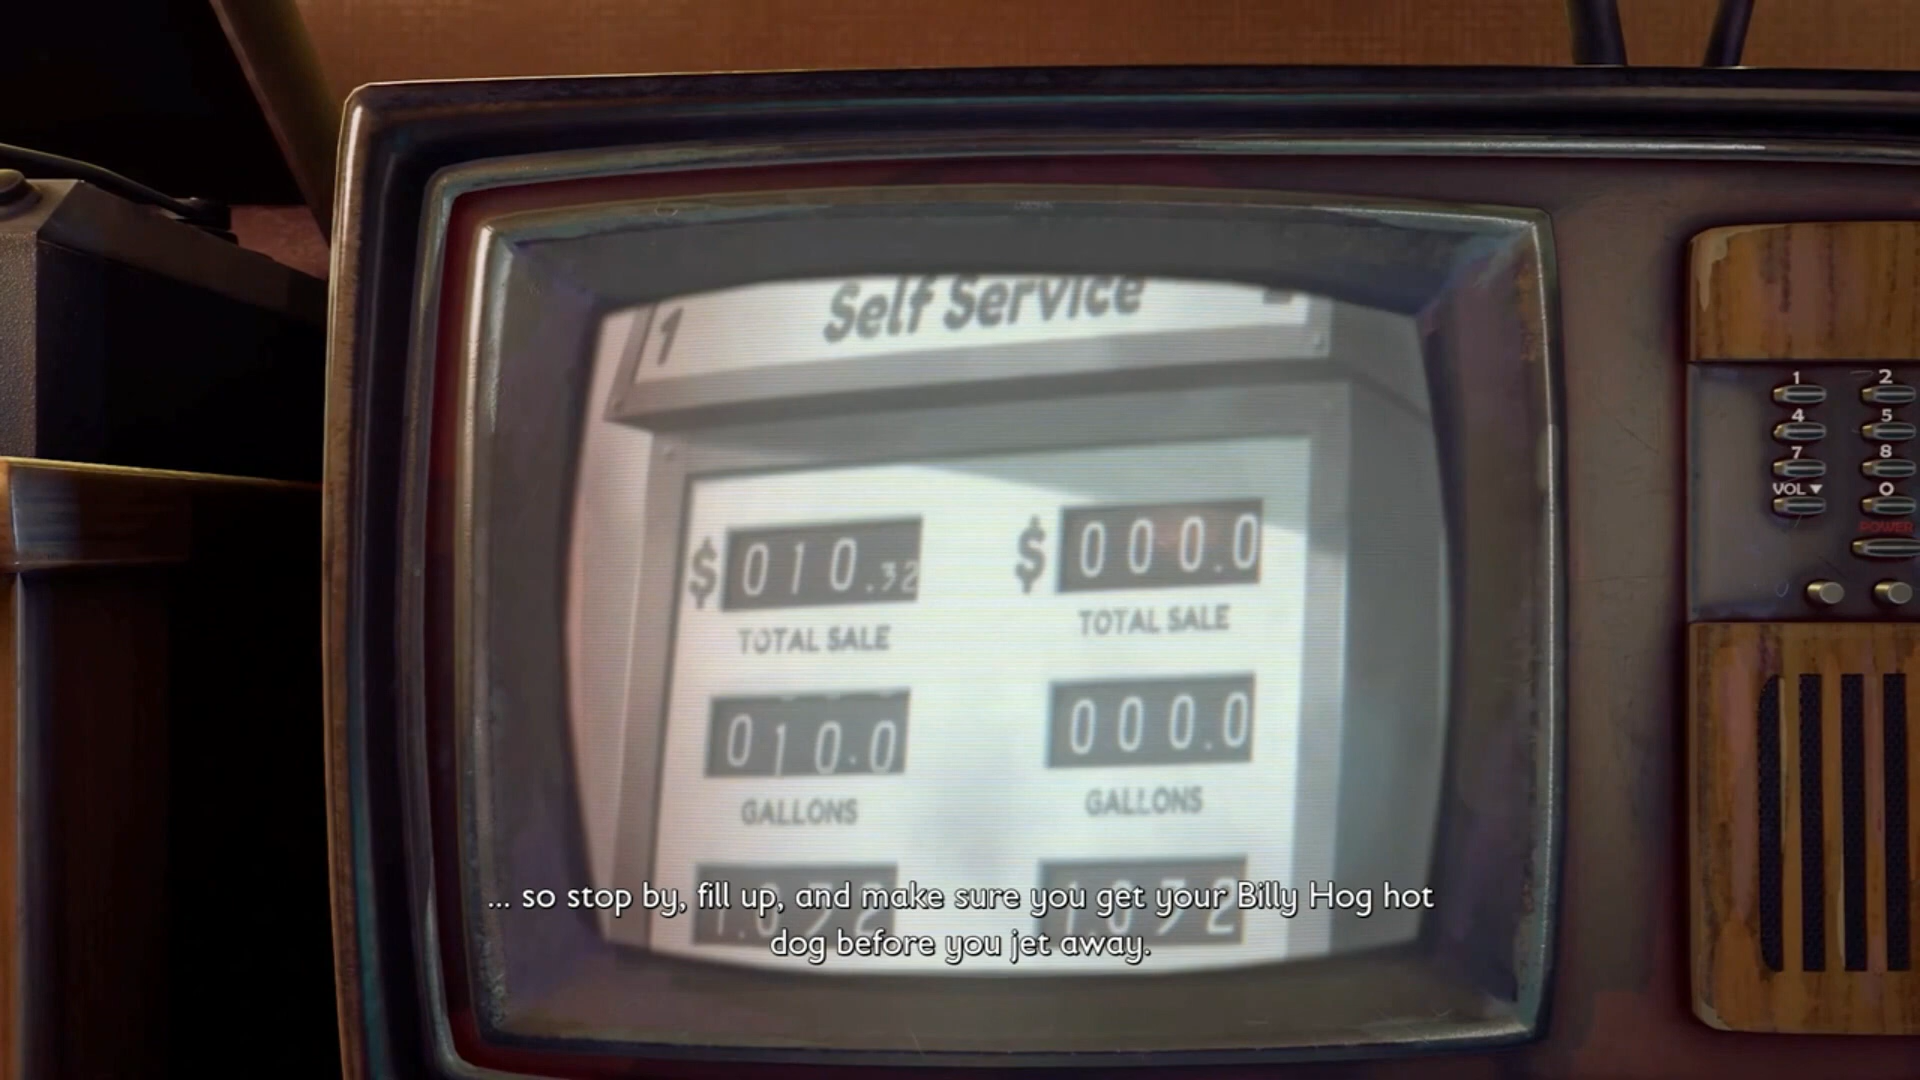 Self Service
1
$ 010.32
$ 000.0
TOTAL SALE
TOTAL SALE
010.0
000.0
GALLONS
GALLONS
... so stop by, fill up, and make sure you get your Billy Hog hot
dog before you jet away.
1 2
4 5
7 8
VOL ▼ 0
POWER